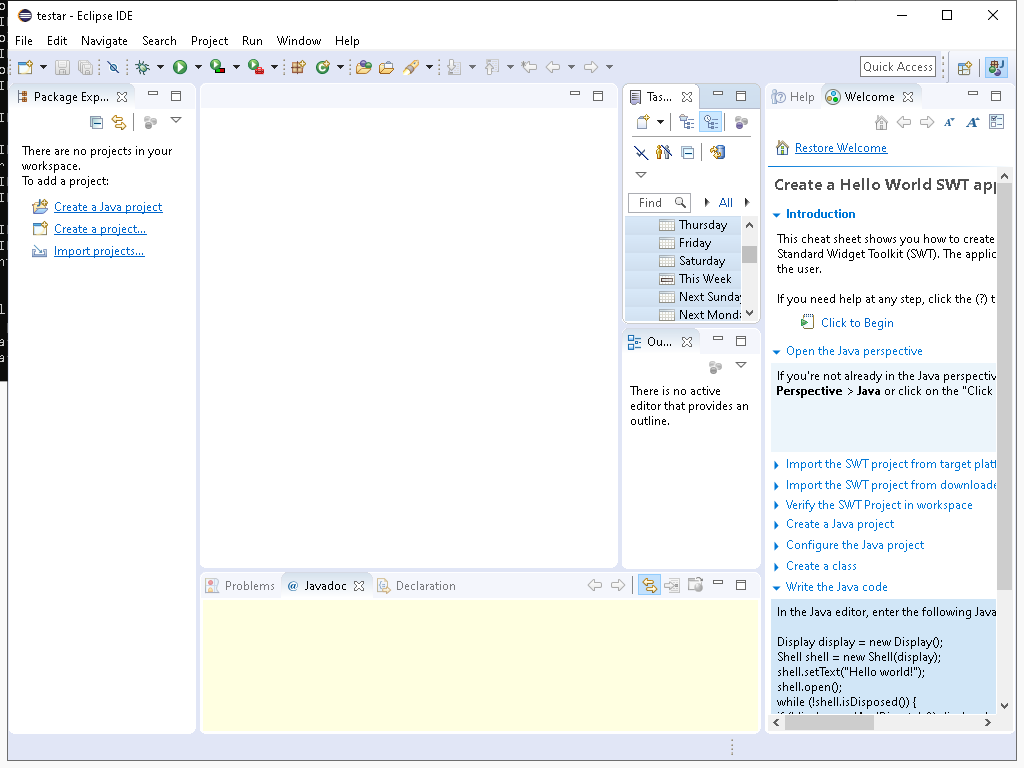 testar - Eclipse IDE
File Edit Navigate Search Project Run Window Help
Quick Access
Package Exp...
There are no projects in your
workspace.
To add a project:
Create a Java project
Create a project...
Import projects...
Tas...
Find
All
Thursday
Friday
Saturday
This Week
Next Sunday
Next Mond
Ou...
There is no active
editor that provides an
outline.
Problems
@ Javadoc
Declaration
Help
Welcome
Restore Welcome
Create a Hello World SWT app
Introduction
This cheat sheet shows you how to create
Standard Widget Toolkit (SWT). The applic
the user.
If you need help at any step, click the (?) t
Click to Begin
Open the Java perspective
If you're not already in the Java perspectiv
Perspective > Java or click on the "Click
Import the SWT project from target platf
Import the SWT project from downloade
Verify the SWT Project in workspace
Create a Java project
Configure the Java project
Create a class
Write the Java code
In the Java editor, enter the following Java
Display display = new Display();
Shell shell = new Shell(display);
shell.setText("Hello world!");
shell.open();
while (!shell.isDisposed()) {